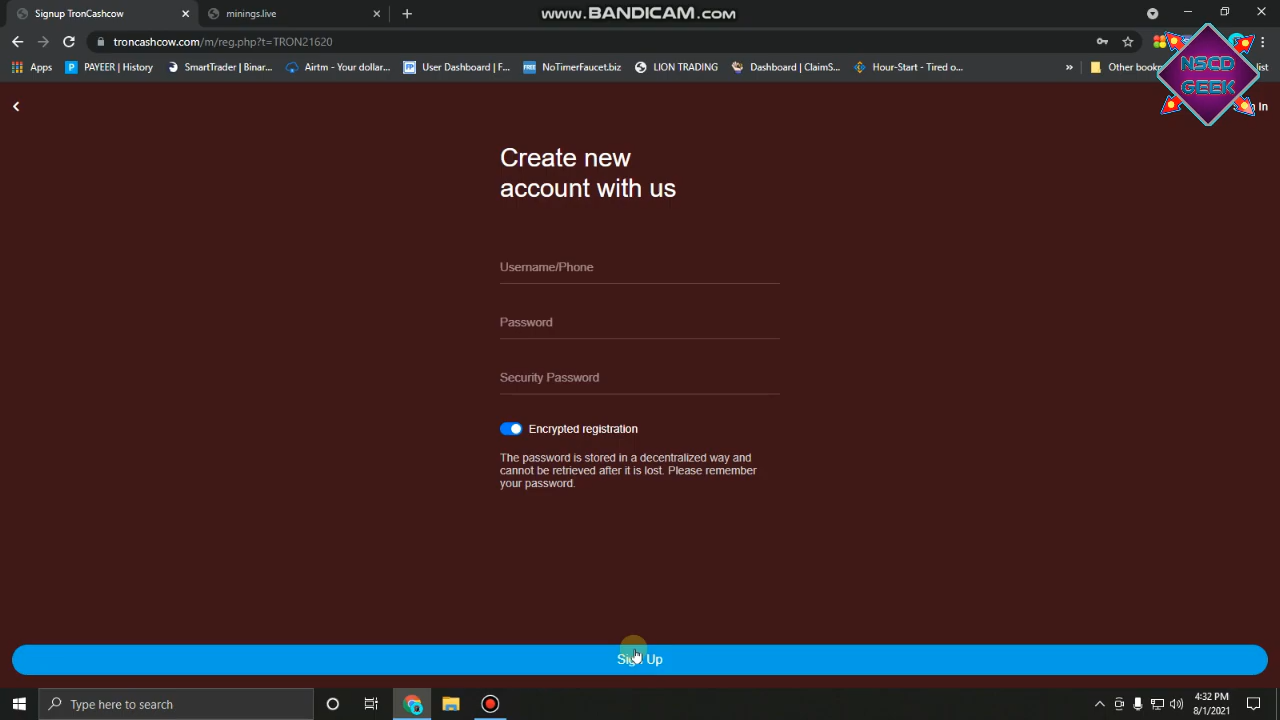 Signup TronCashcow
minings.live
www.BANDICAM.com
troncashcow.com/m/reg.php?t=TRON21620
Apps
PAYEER | History
SmartTrader | Binar...
Airtm - Your dollar...
User Dashboard | F...
NoTimerFaucet.biz
LION TRADING
Dashboard | ClaimS...
Hour-Start - Tired o...
»
Other bookm
list
NSCD
GEEK
In
Create new
account with us
Username/Phone
Password
Security Password
Encrypted registration
The password is stored in a decentralized way and
cannot be retrieved after it is lost. Please remember
your password.
Sign Up
Type here to search
4:32 PM
8/1/2021